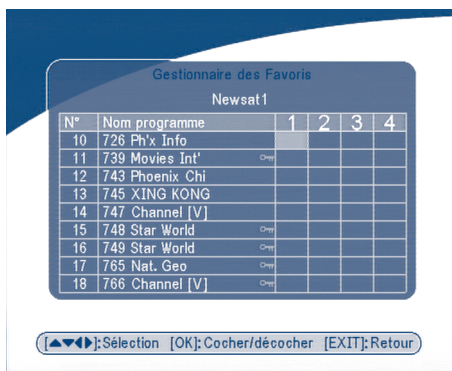 Gestionnaire des Favoris
Newsat1
N° Nom programme 1 2 3 4
10 726 Ph'x Info
11 739 Movies Int'
12 743 Phoenix Chi
13 745 XING KONG
14 747 Channel [V]
15 748 Star World
16 749 Star World
17 765 Nat. Geo
18 766 Channel [V]
[▲▼◀▶]:Sélection [OK]:Cocher/décocher [EXIT]:Retour